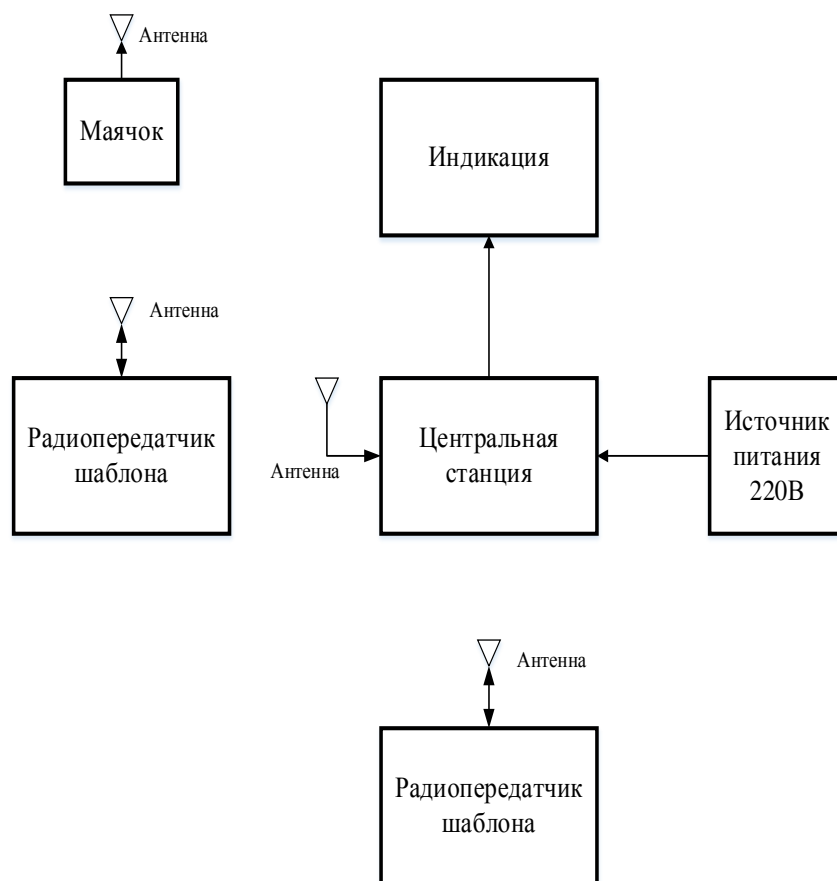 Антенна
Маячок
Индикация
Антенна
Радиопередатчик
шаблона
Антенна
Центральная
станция
Источник
питания
220В
Антенна
Радиопередатчик
шаблона